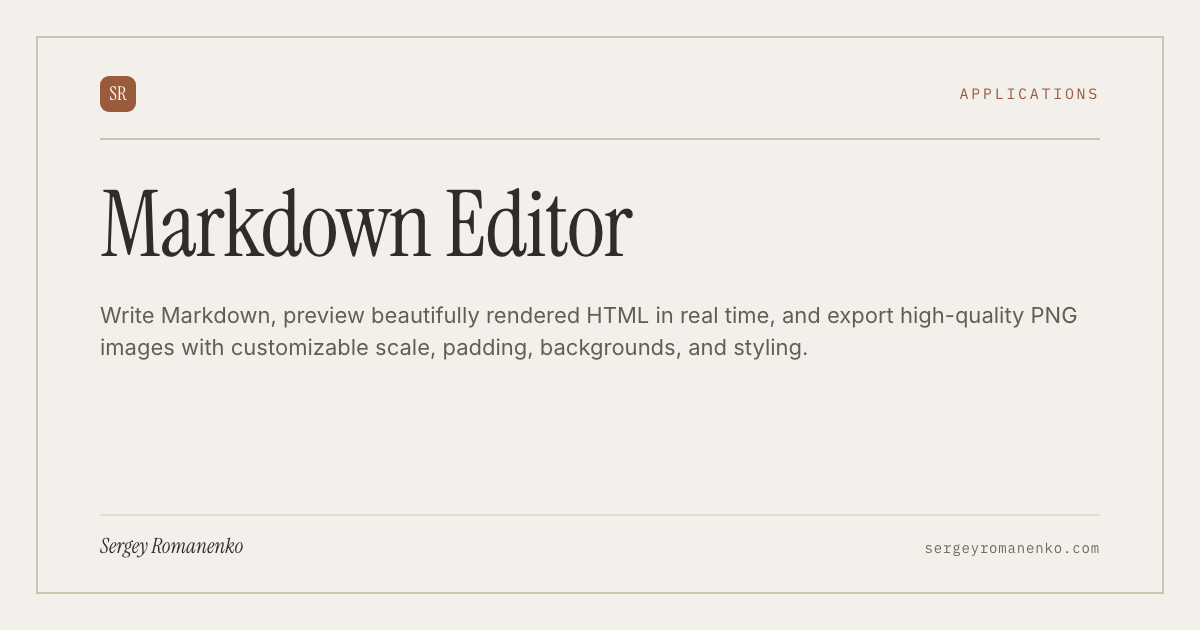 SR
APPLICATIONS
Markdown Editor
Write Markdown, preview beautifully rendered HTML in real time, and export high-quality PNG
images with customizable scale, padding, backgrounds, and styling.
Sergey Romanenko
sergeyromanenko.com